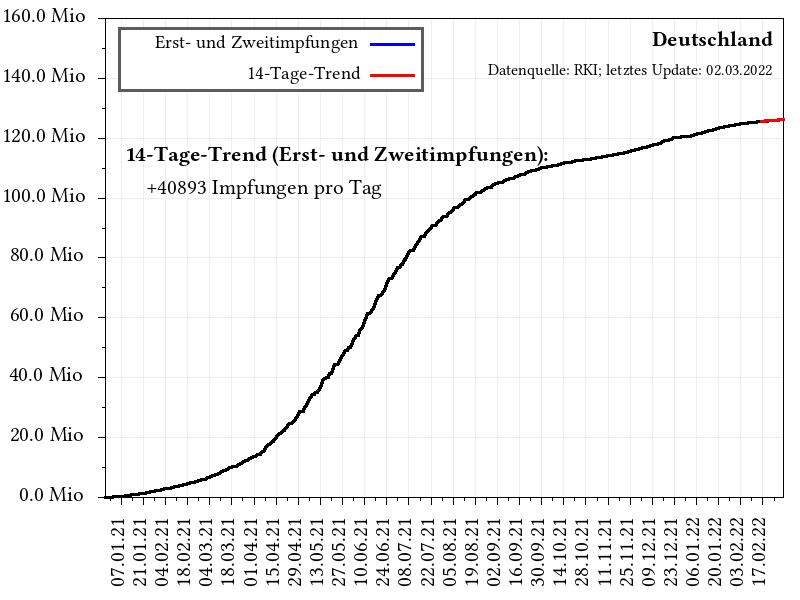 160.0 Mio
140.0 Mio
120.0 Mio
100.0 Mio
80.0 Mio
60.0 Mio
40.0 Mio
20.0 Mio
0.0 Mio
Erst- und Zweitimpfungen
14-Tage-Trend
Deutschland
Datenquelle: RKI; letztes Update: 02.03.2022
14-Tage-Trend (Erst- und Zweitimpfungen):
+40893 Impfungen pro Tag
07.01.21
21.01.21
04.02.21
18.02.21
04.03.21
18.03.21
01.04.21
15.04.21
29.04.21
13.05.21
27.05.21
10.06.21
24.06.21
08.07.21
22.07.21
05.08.21
19.08.21
02.09.21
16.09.21
30.09.21
14.10.21
28.10.21
11.11.21
25.11.21
09.12.21
23.12.21
06.01.22
20.01.22
03.02.22
17.02.22